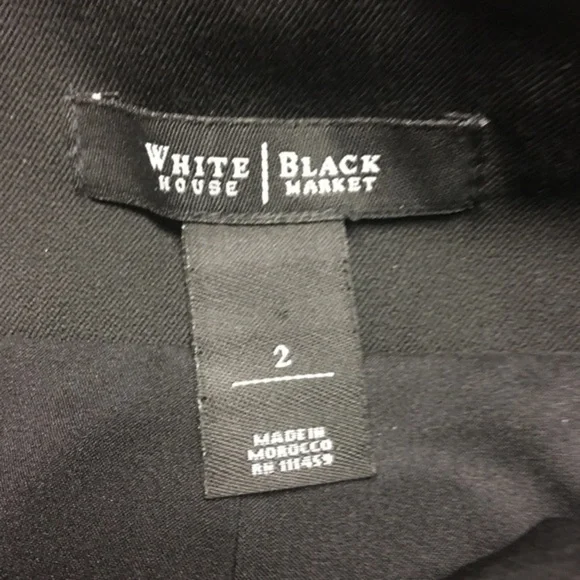 WHITE | BLACK
HOUSE | MARKET
2
MADE IN
MOROCCO
RN 111459